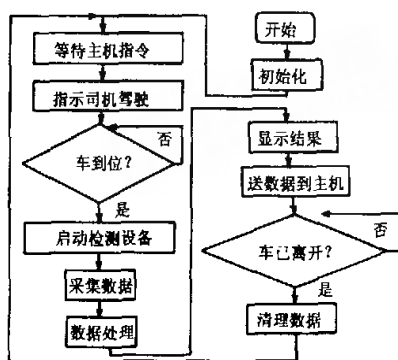 开始
初始化
等待主机指令
指示司机驾驶
车到位?
否
是
启动检测设备
采集数据
数据处理
显示结果
送数据到主机
车已离开?
否
是
清理数据